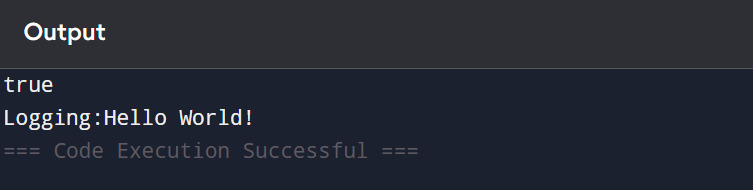 Output
true
Logging:Hello World!
=== Code Execution Successful ===